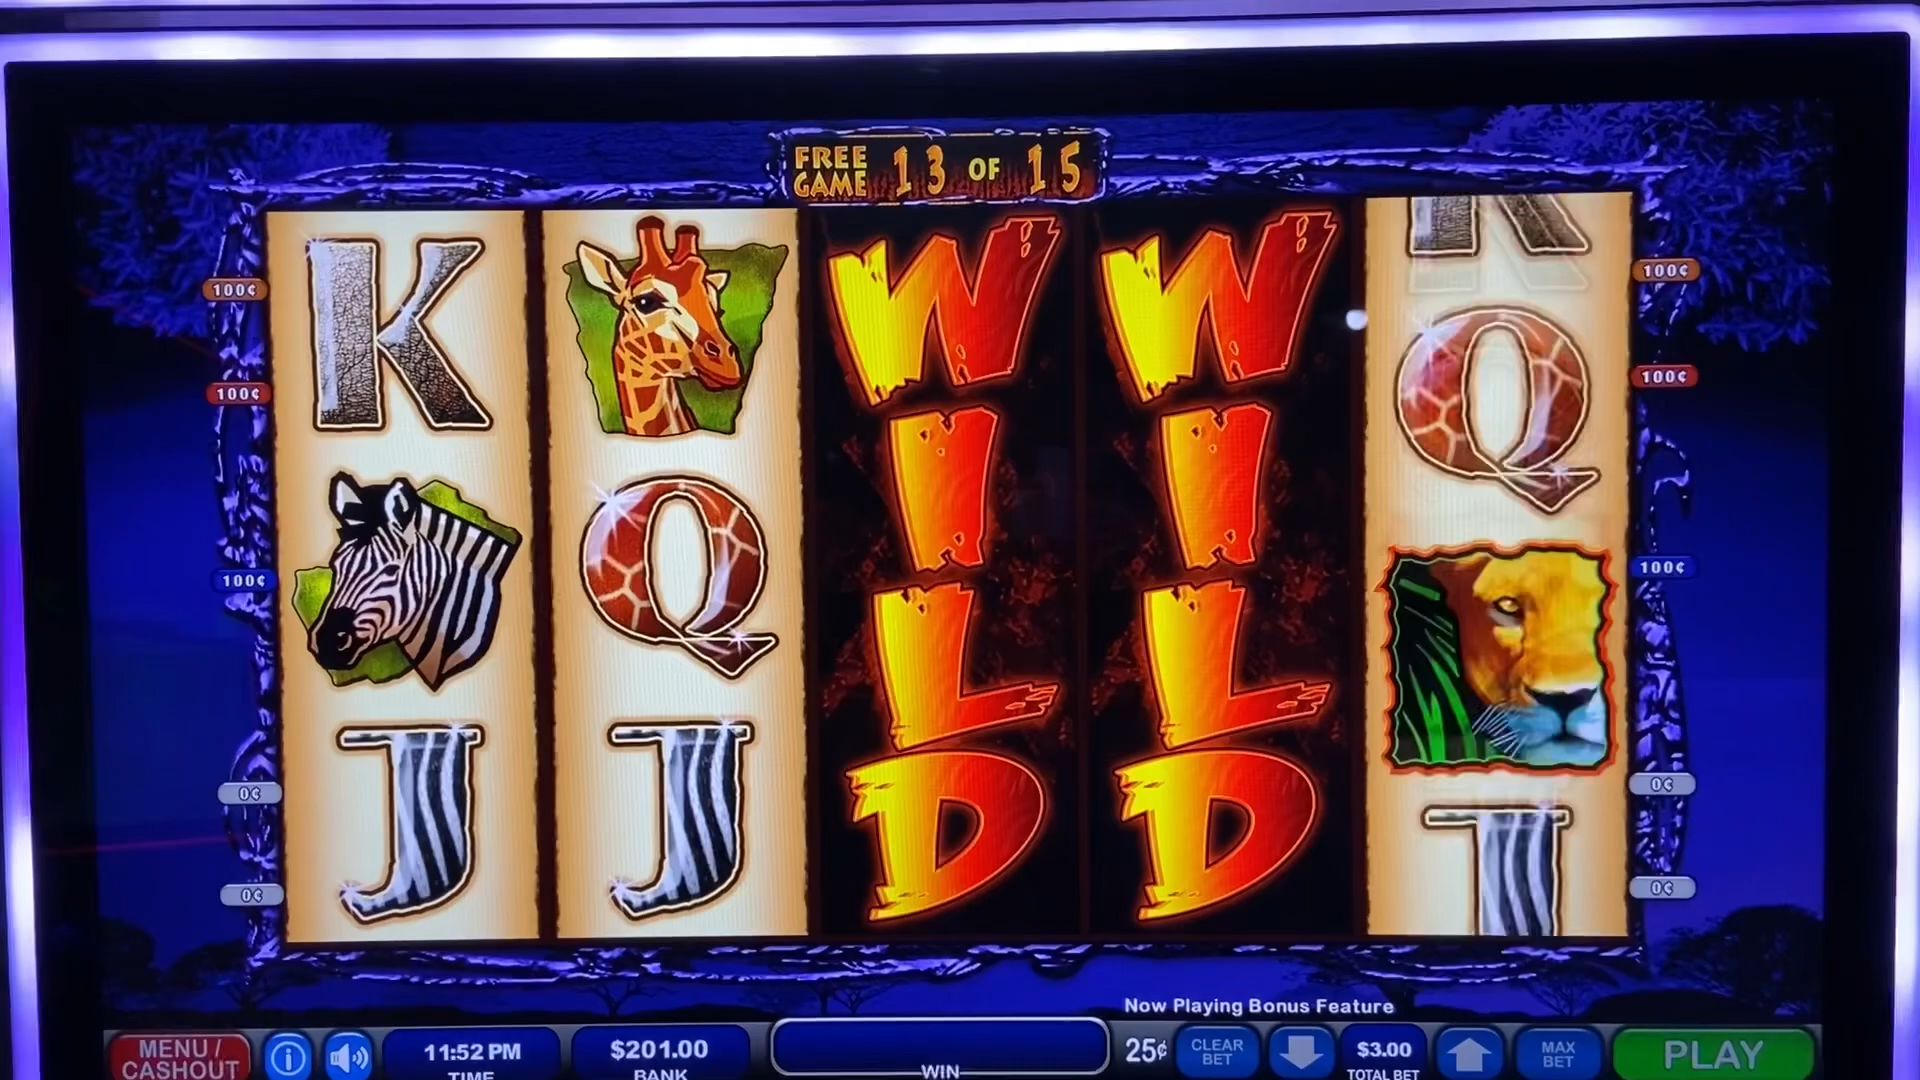 FREE GAME 13 OF 15
K
WILD
WILD
K
Q
Q
J
J
J
100¢
100¢
100¢
0¢
0¢
100¢
100¢
100¢
0¢
0¢
Now Playing Bonus Feature
MENU / CASHOUT
11:52 PM
TIME
$201.00
BANK
WIN
25¢
CLEAR BET
$3.00
TOTAL BET
MAX BET
PLAY